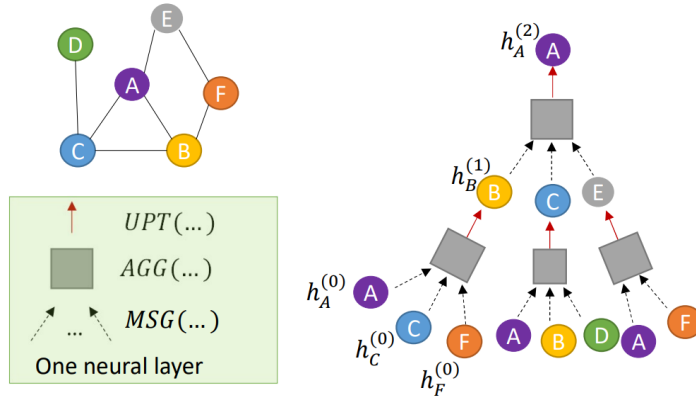 E
D
A
F
C
B
UPT(...)
AGG(...)
... MSG(...)
One neural layer
h_A^{(2)} A
h_B^{(1)} B C E
h_A^{(0)} A
h_C^{(0)} C F A B D A F
h_F^{(0)}